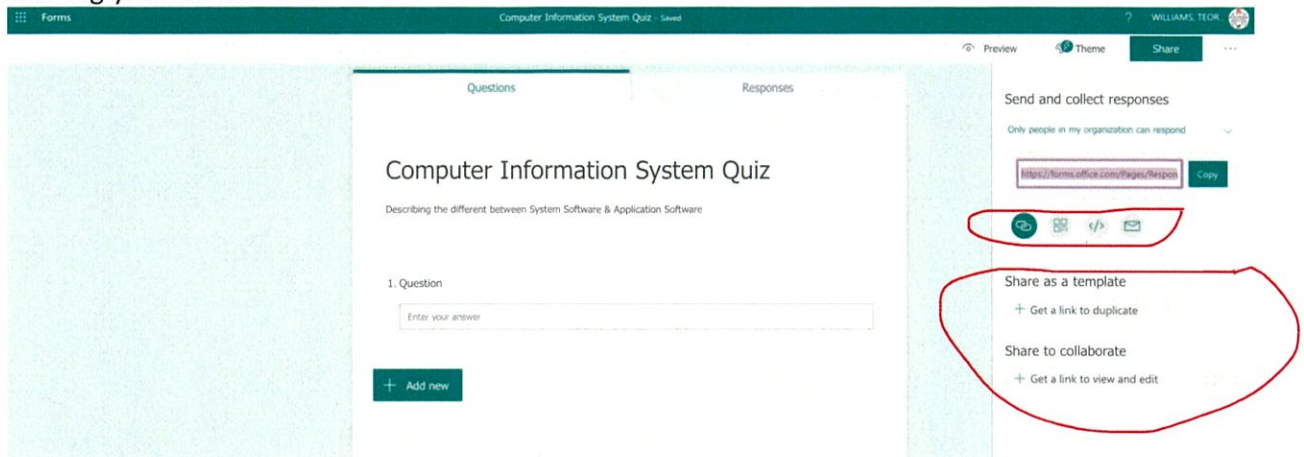 Forms
Computer Information System Quiz - Saved
? WILLIAMS, TEOR...
Preview
Theme
Share
...
Questions
Responses
Send and collect responses
Only people in my organization can respond
https://forms.office.com/Pages/Respon
Copy
Computer Information System Quiz
Describing the different between System Software & Application Software
</>
1. Question
Enter your answer
Share as a template
+ Get a link to duplicate
Share to collaborate
+ Add new
+ Get a link to view and edit